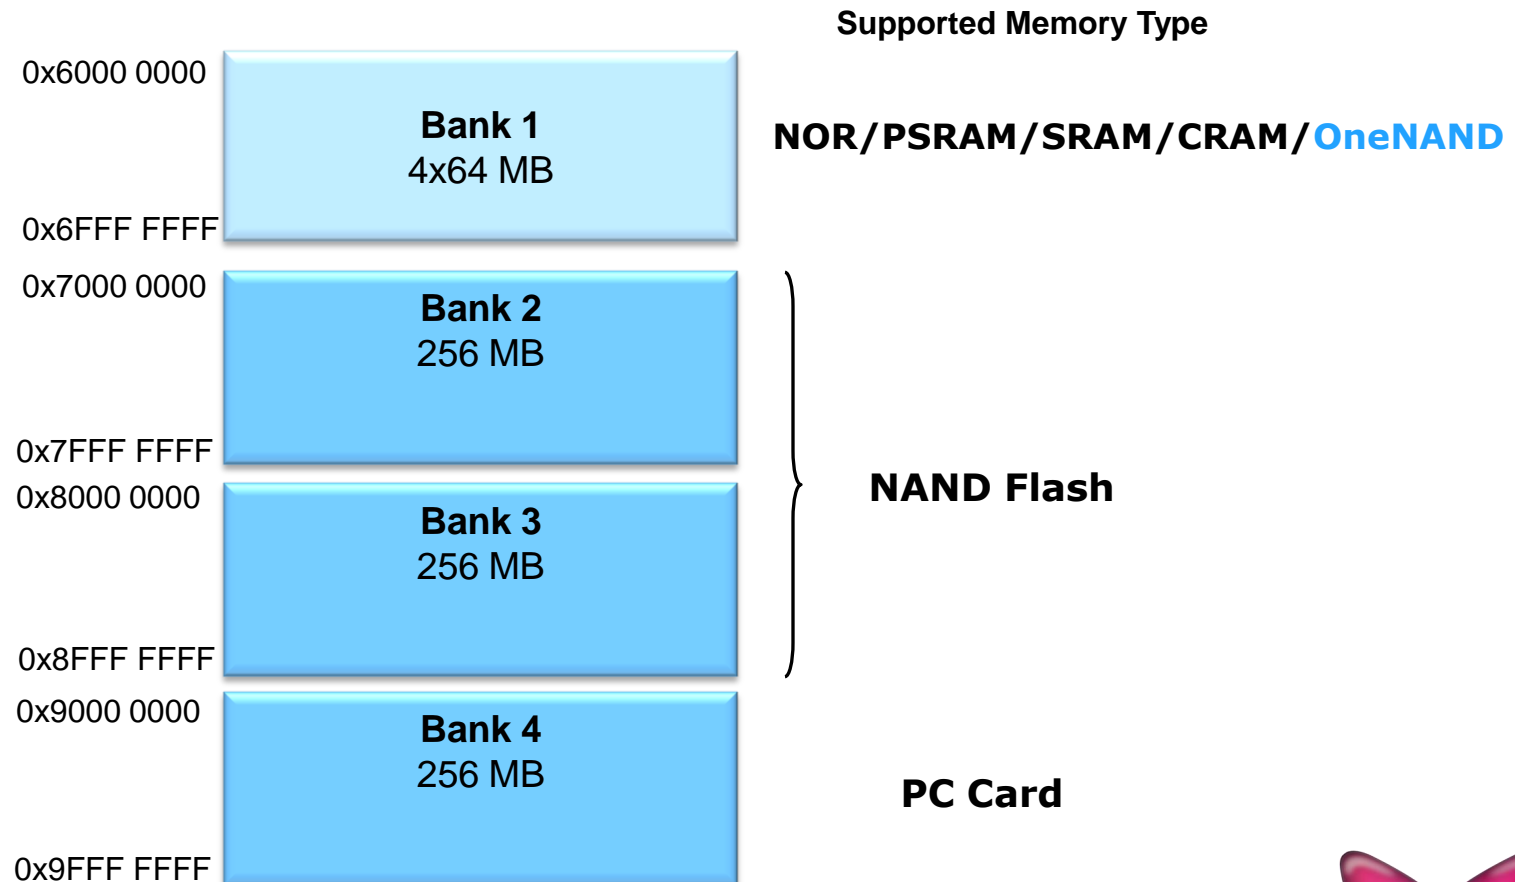 Supported Memory Type
0x6000 0000
Bank 1
4x64 MB
NOR/PSRAM/SRAM/CRAM/OneNAND
0x6FFF FFFF
0x7000 0000
Bank 2
256 MB
0x7FFF FFFF
0x8000 0000
NAND Flash
Bank 3
256 MB
0x8FFF FFFF
0x9000 0000
Bank 4
256 MB
PC Card
0x9FFF FFFF